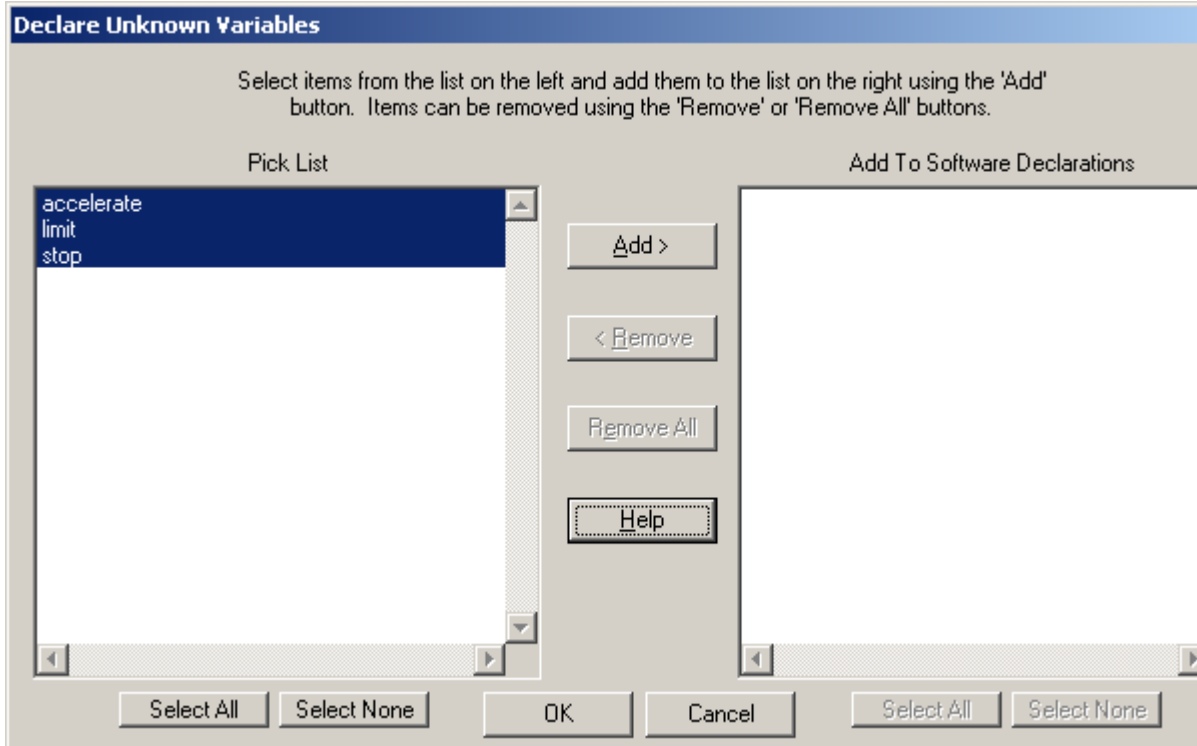 Declare Unknown Variables
Select items from the list on the left and add them to the list on the right using the 'Add'
button.  Items can be removed using the 'Remove' or 'Remove All' buttons.
Pick List
Add To Software Declarations
accelerate
limit
stop
Add >
< Remove
Remove All
Help
Select All
Select None
OK
Cancel
Select All
Select None